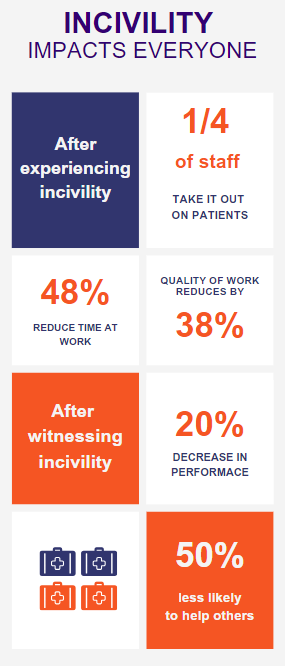 INCIVILITY
IMPACTS EVERYONE
After
experiencing
incivility
1/4
of staff
TAKE IT OUT
ON PATIENTS
48%
REDUCE TIME AT
WORK
QUALITY OF WORK
REDUCES BY
38%
After
witnessing
incivility
20%
DECREASE IN
PERFORMACE
50%
less likely
to help others